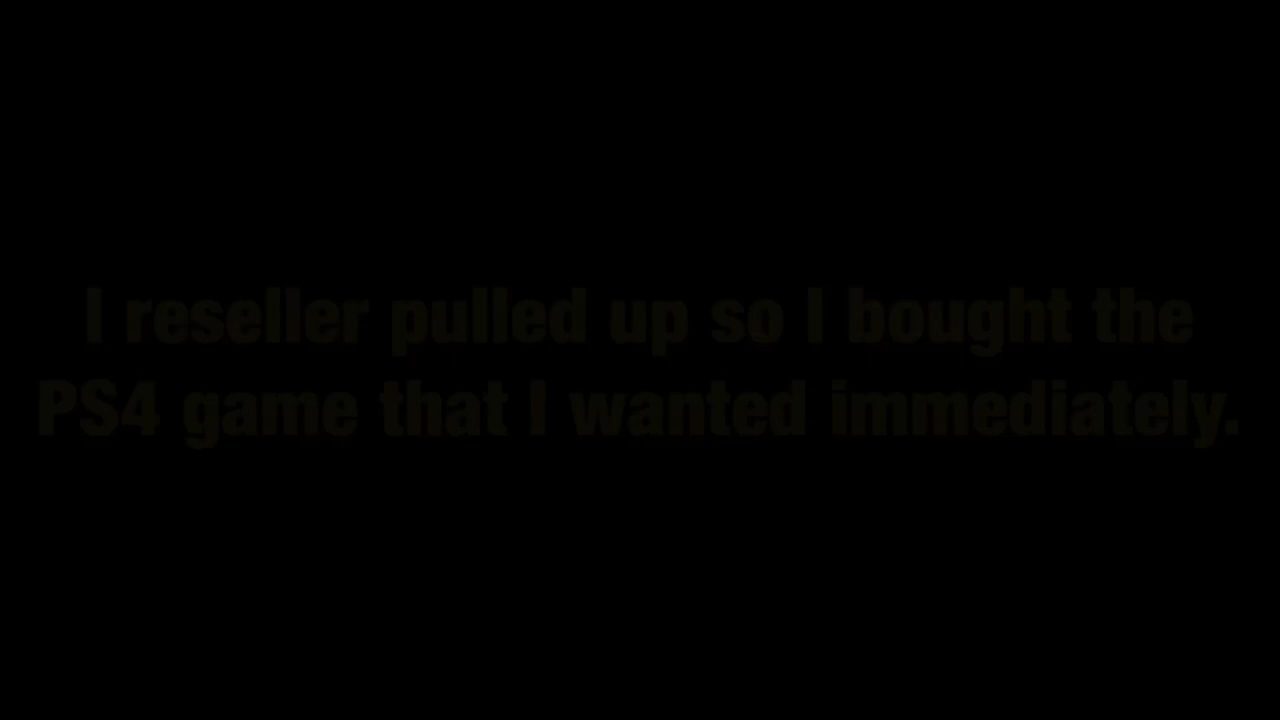 I reseller pulled up so I bought the
PS4 game that I wanted immediately.